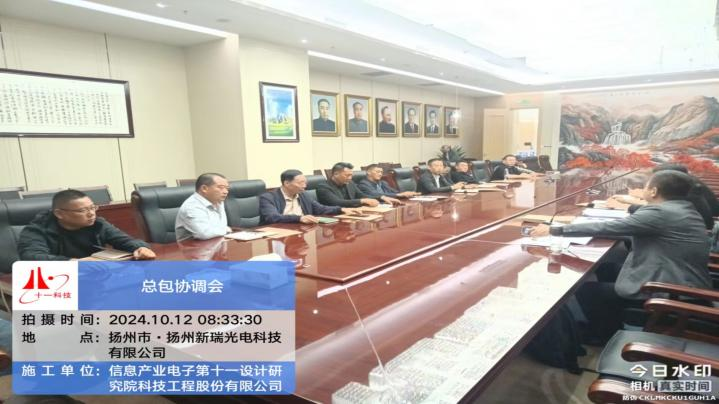 十一科技
总包协调会
拍摄时间：2024.10.12 08:33:30
地点：扬州市·扬州新瑞光电科技
有限公司
施工单位：信息产业电子第十一设计研
究院科技工程股份有限公司
今日水印
相机 真实时间
防伪 CKLMKCKU1GUH1A